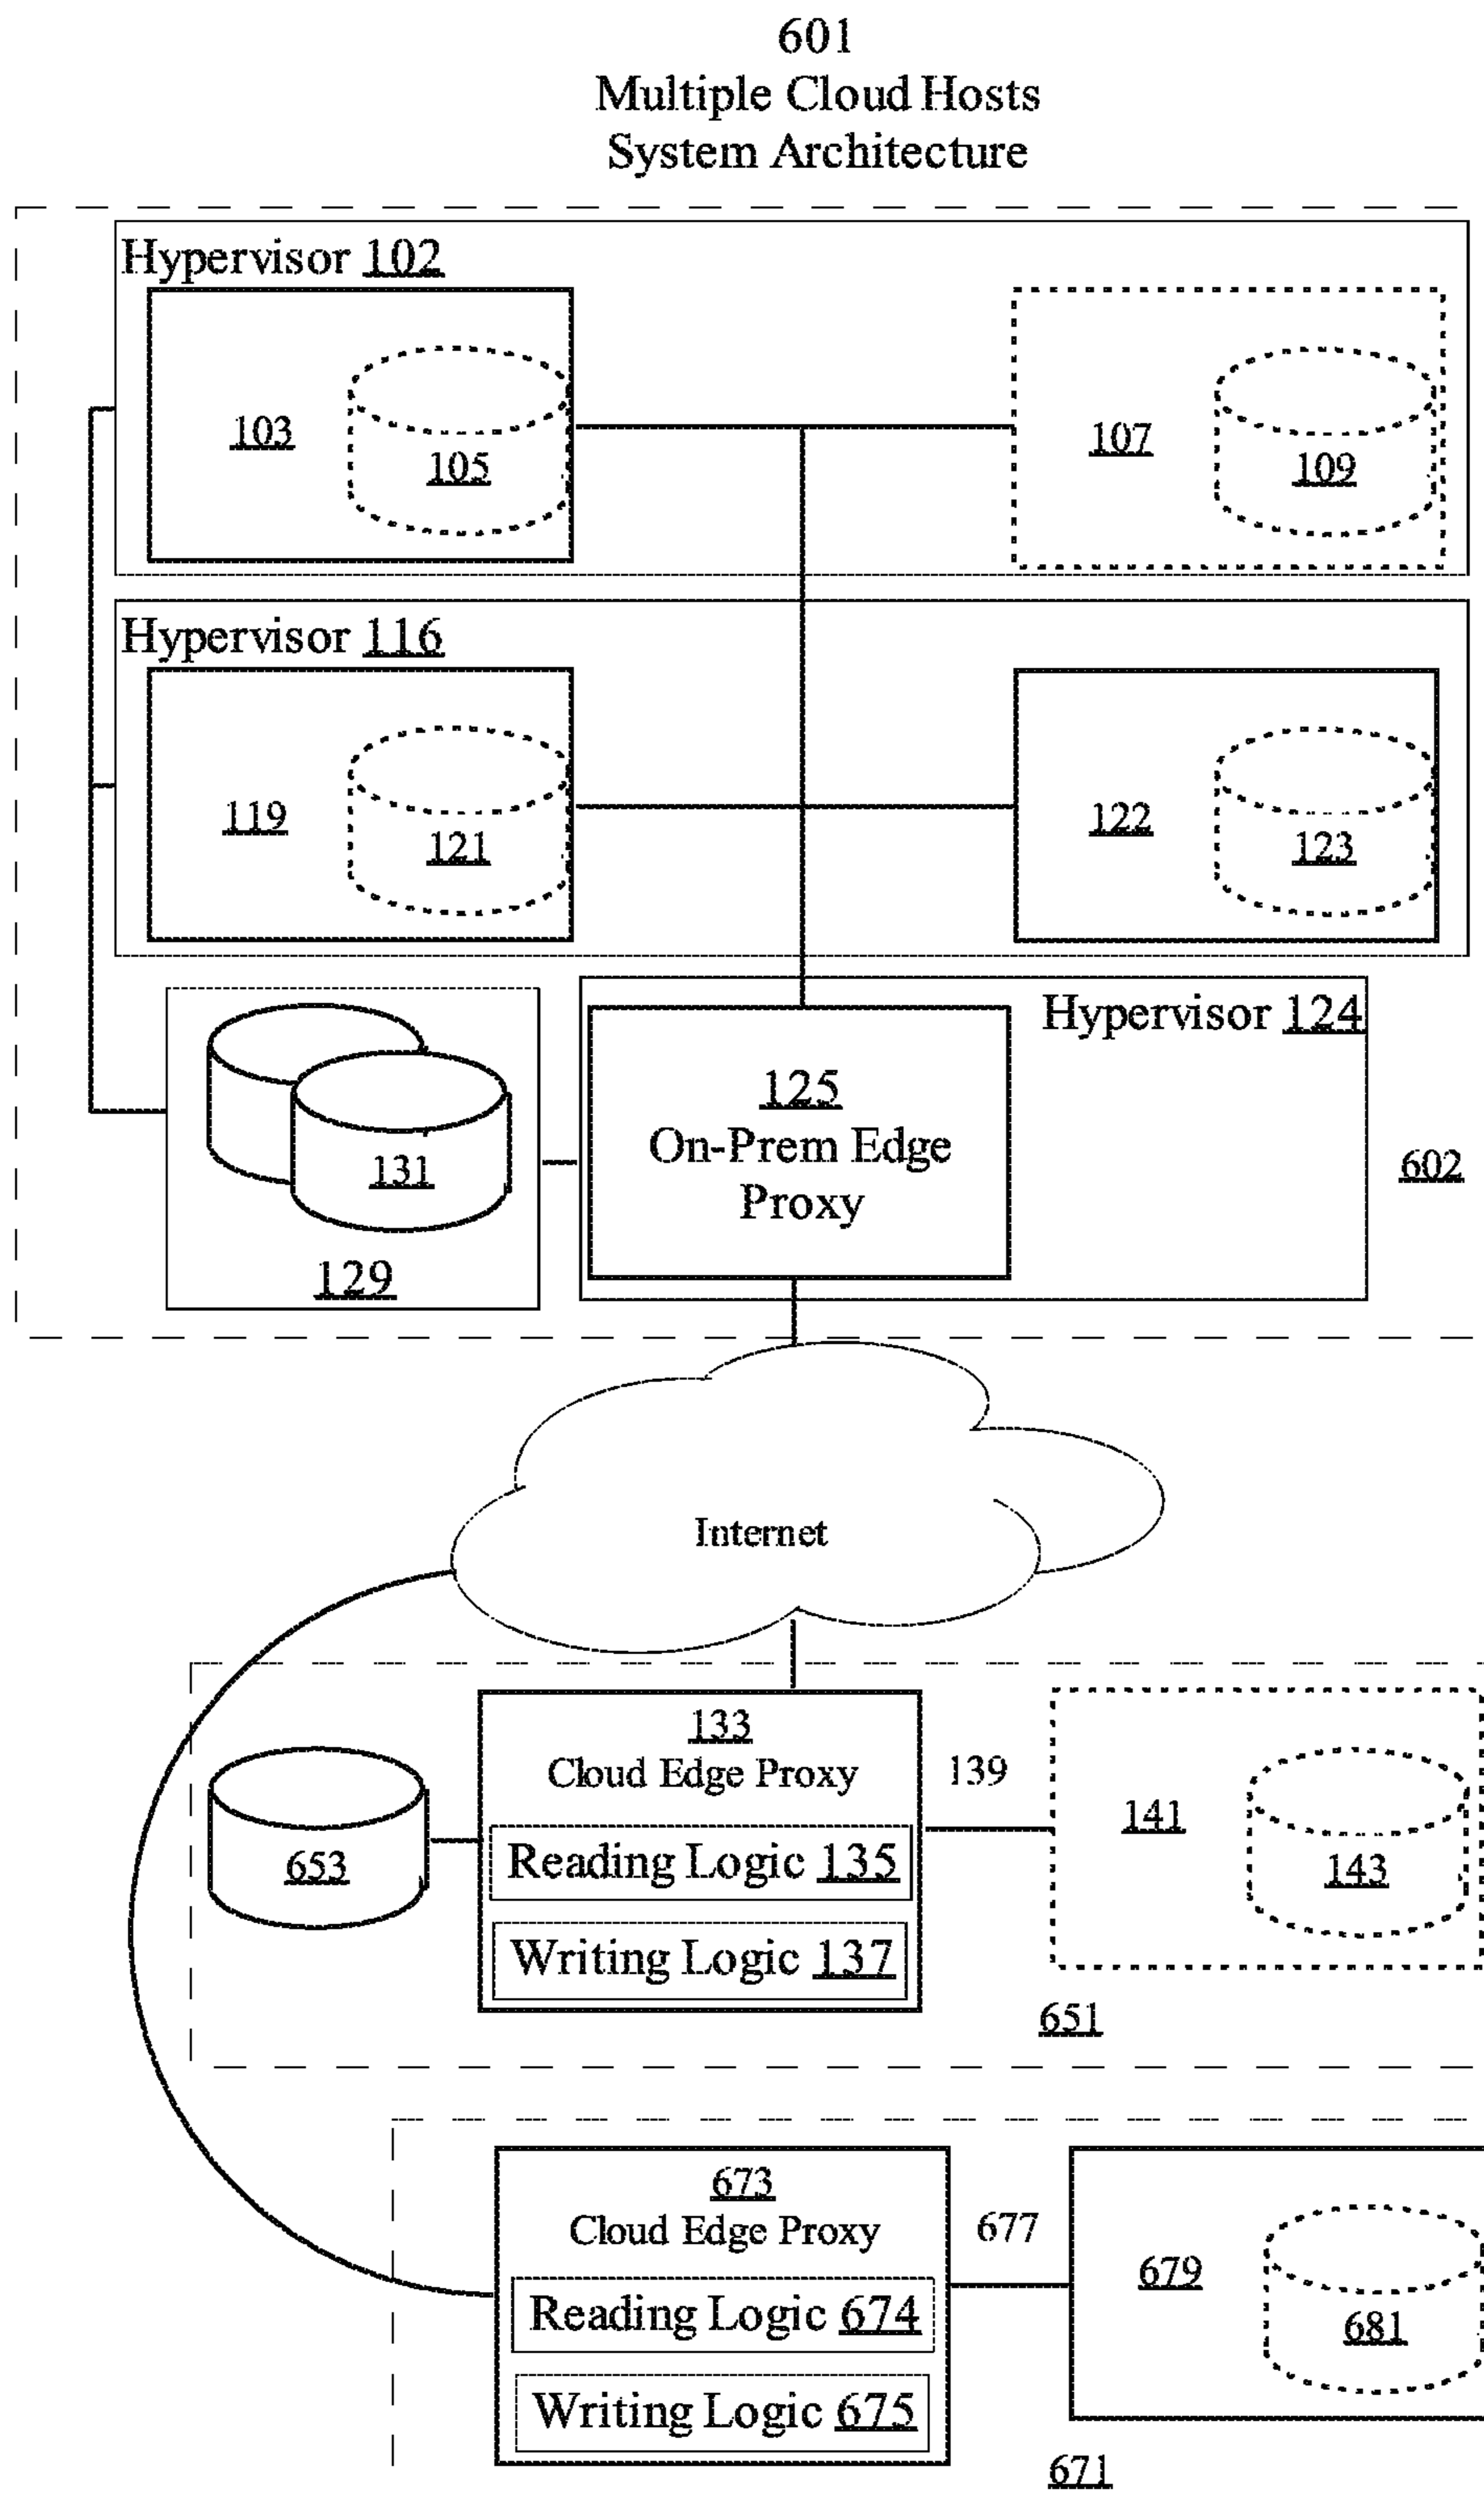 601
Multiple Cloud Hosts
System Architecture
Hypervisor 102
103
105
107
109
Hypervisor 116
119
121
122
123
Hypervisor 124
125
On-Prem Edge
Proxy
131
129
602
Internet
133
Cloud Edge Proxy
139
Reading Logic 135
Writing Logic 137
653
141
143
651
673
Cloud Edge Proxy
677
Reading Logic 674
Writing Logic 675
679
681
671